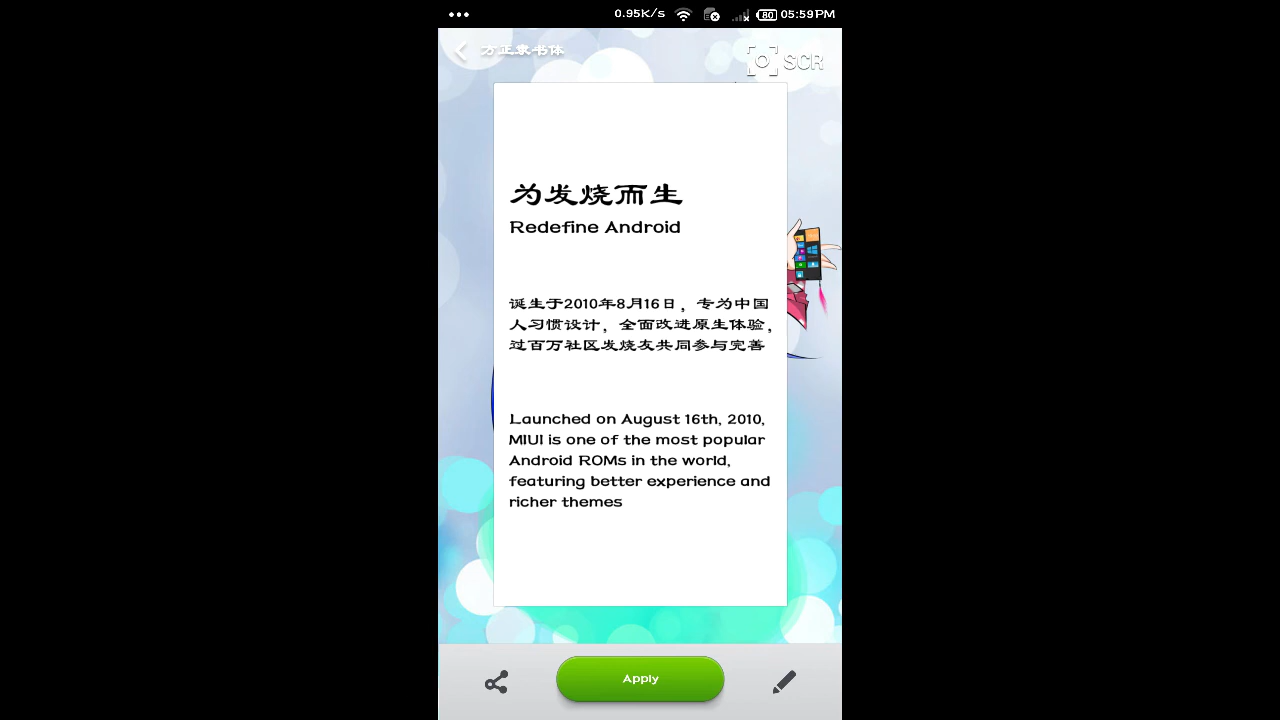 0.95K/s 80 05:59PM
方正隶书体
SCR
为发烧而生
Redefine Android
诞生于2010年8月16日，专为中国
人习惯设计，全面改进原生体验，
过百万社区发烧友共同参与完善
Launched on August 16th, 2010,
MIUI is one of the most popular
Android ROMs in the world,
featuring better experience and
richer themes
Apply